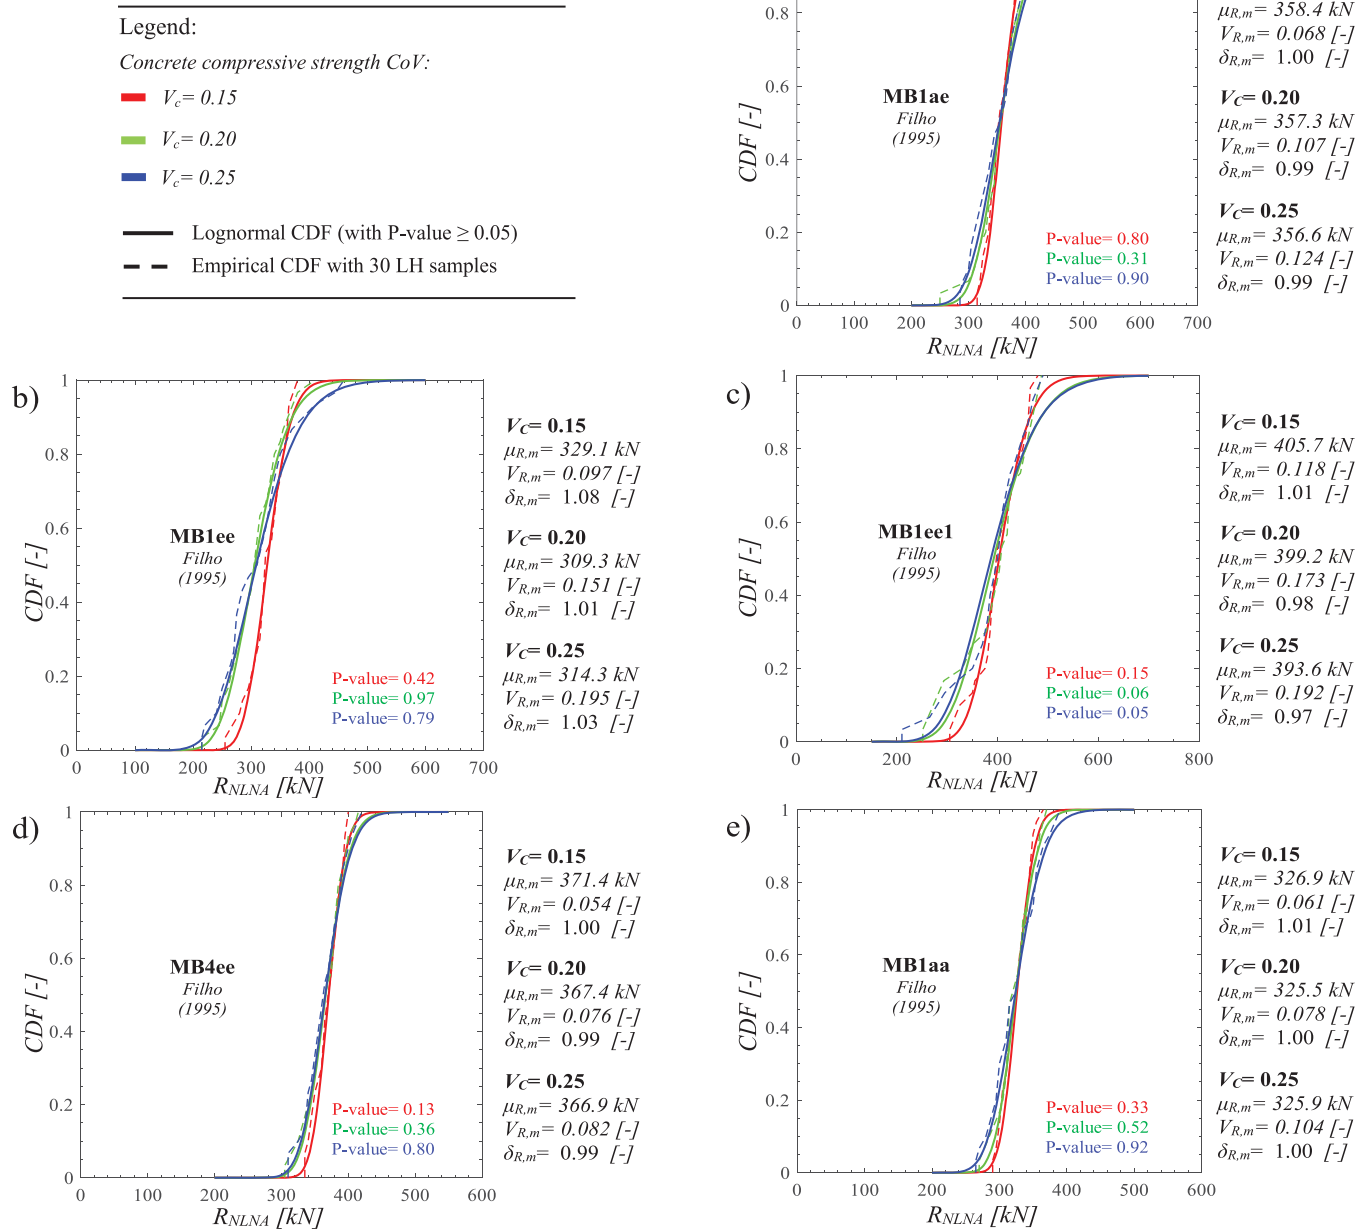 Legend:
Concrete compressive strength CoV:
Vc= 0.15
Vc= 0.20
Vc= 0.25
Lognormal CDF (with P-value ≥ 0.05)
Empirical CDF with 30 LH samples
0.8
0.6
0.4
0.2
0
CDF [-]
MB1ae
Filho
(1995)
P-value= 0.80
P-value= 0.31
P-value= 0.90
0 100 200 300 400 500 600 700
RNLNA [kN]
μR,m= 358.4 kN
VR,m= 0.068 [-]
δR,m= 1.00 [-]
VC= 0.20
μR,m= 357.3 kN
VR,m= 0.107 [-]
δR,m= 0.99 [-]
VC= 0.25
μR,m= 356.6 kN
VR,m= 0.124 [-]
δR,m= 0.99 [-]
b)
1
0.8
0.6
0.4
0.2
0
CDF [-]
MB1ee
Filho
(1995)
P-value= 0.42
P-value= 0.97
P-value= 0.79
0 100 200 300 400 500 600 700
RNLNA [kN]
VC= 0.15
μR,m= 329.1 kN
VR,m= 0.097 [-]
δR,m= 1.08 [-]
VC= 0.20
μR,m= 309.3 kN
VR,m= 0.151 [-]
δR,m= 1.01 [-]
VC= 0.25
μR,m= 314.3 kN
VR,m= 0.195 [-]
δR,m= 1.03 [-]
c)
1
0.8
0.6
0.4
0.2
0
CDF [-]
MB1ee1
Filho
(1995)
P-value= 0.15
P-value= 0.06
P-value= 0.05
0 100 200 300 400 500 600 700 800
RNLNA [kN]
VC= 0.15
μR,m= 405.7 kN
VR,m= 0.118 [-]
δR,m= 1.01 [-]
VC= 0.20
μR,m= 399.2 kN
VR,m= 0.173 [-]
δR,m= 0.98 [-]
VC= 0.25
μR,m= 393.6 kN
VR,m= 0.192 [-]
δR,m= 0.97 [-]
d)
1
0.8
0.6
0.4
0.2
0
CDF [-]
MB4ee
Filho
(1995)
P-value= 0.13
P-value= 0.36
P-value= 0.80
0 100 200 300 400 500 600
RNLNA [kN]
VC= 0.15
μR,m= 371.4 kN
VR,m= 0.054 [-]
δR,m= 1.00 [-]
VC= 0.20
μR,m= 367.4 kN
VR,m= 0.076 [-]
δR,m= 0.99 [-]
VC= 0.25
μR,m= 366.9 kN
VR,m= 0.082 [-]
δR,m= 0.99 [-]
e)
1
0.8
0.6
0.4
0.2
0
CDF [-]
MB1aa
Filho
(1995)
P-value= 0.33
P-value= 0.52
P-value= 0.92
0 100 200 300 400 500 600
RNLNA [kN]
VC= 0.15
μR,m= 326.9 kN
VR,m= 0.061 [-]
δR,m= 1.01 [-]
VC= 0.20
μR,m= 325.5 kN
VR,m= 0.078 [-]
δR,m= 1.00 [-]
VC= 0.25
μR,m= 325.9 kN
VR,m= 0.104 [-]
δR,m= 1.00 [-]